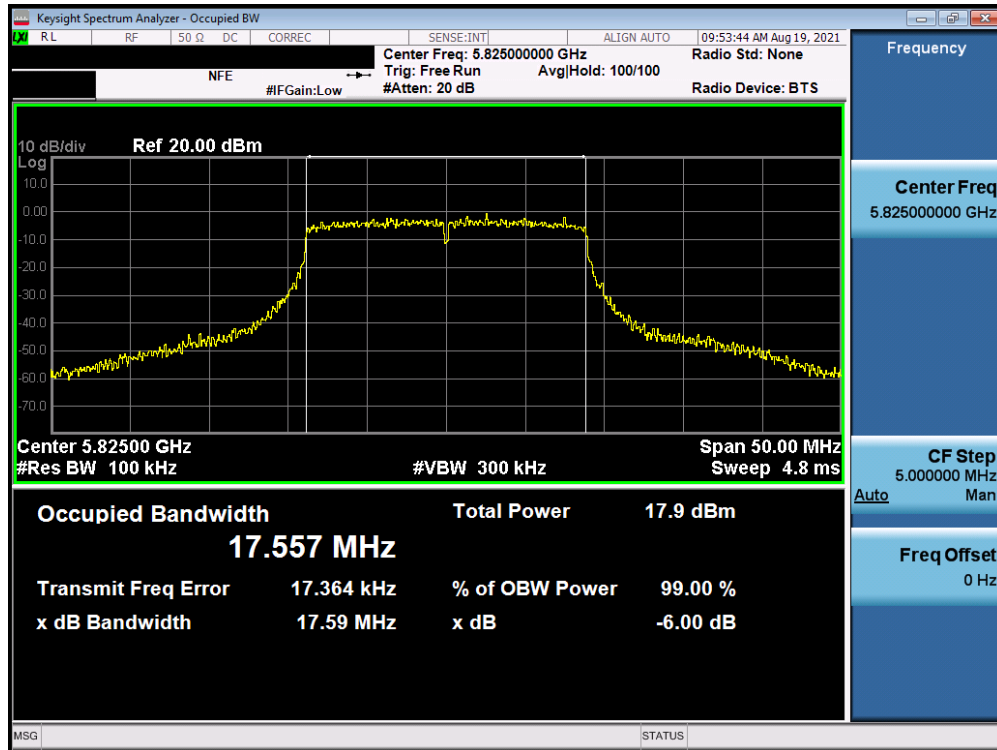 Keysight Spectrum Analyzer - Occupied BW
LXI RL RF 50 Ω DC CORREC SENSE:INT ALIGN AUTO 09:53:44 AM Aug 19, 2021
Center Freq: 5.825000000 GHz Radio Std: None
NFE Trig: Free Run Avg|Hold: 100/100
#IFGain:Low #Atten: 20 dB Radio Device: BTS
10 dB/div Ref 20.00 dBm
Log
10.0
0.00
-10.0
-20.0
-30.0
-40.0
-50.0
-60.0
-70.0
Center 5.82500 GHz Span 50.00 MHz
#Res BW 100 kHz #VBW 300 kHz Sweep 4.8 ms
Occupied Bandwidth Total Power 17.9 dBm
17.557 MHz
Transmit Freq Error 17.364 kHz % of OBW Power 99.00 %
x dB Bandwidth 17.59 MHz x dB -6.00 dB
Frequency
Center Freq
5.825000000 GHz
CF Step
5.000000 MHz
Auto Man
Freq Offset
0 Hz
MSG STATUS